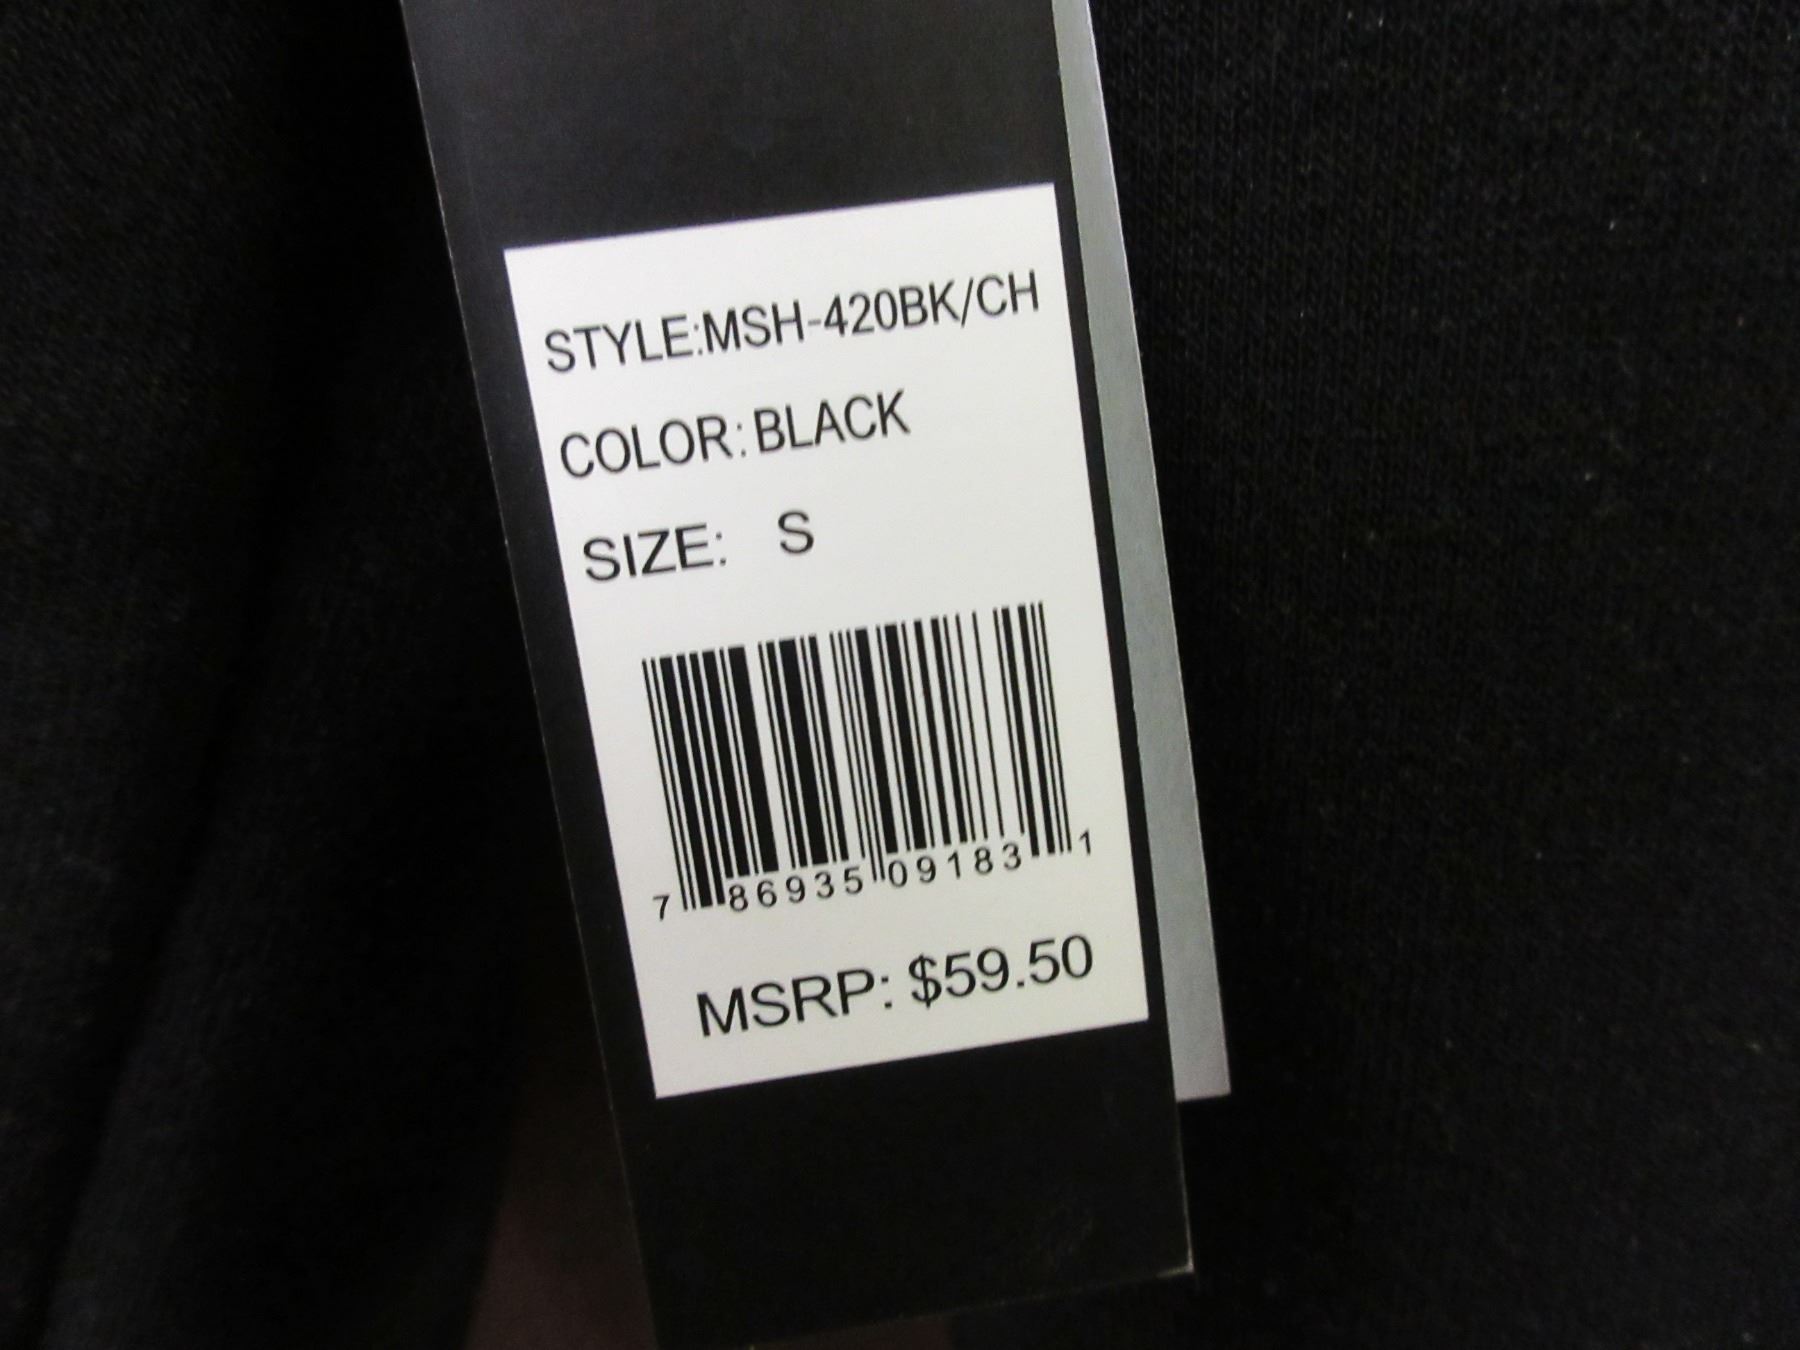 STYLE:MSH-420BK/CH
COLOR: BLACK
SIZE: S
7 86935 09183 1
MSRP: $59.50